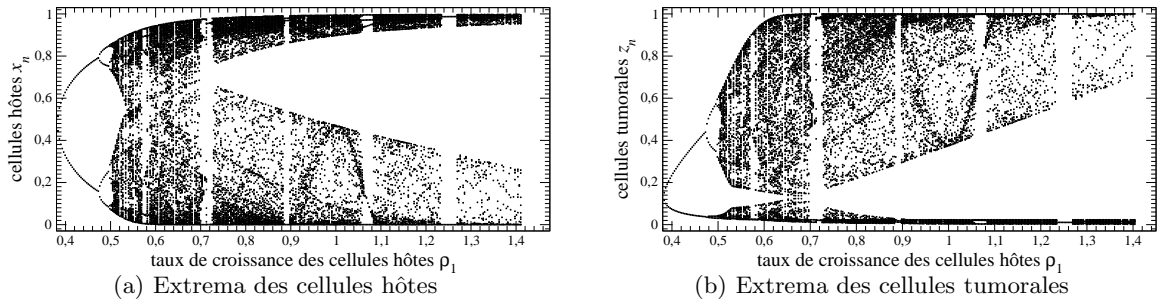 1
0,8
0,6
0,4
0,2
0
cellules hôtes xₙ
0,4 0,5 0,6 0,7 0,8 0,9 1 1,1 1,2 1,3 1,4
taux de croissance des cellules hôtes ρ₁
(a) Extrema des cellules hôtes
1
0,8
0,6
0,4
0,2
0
cellules tumorales zₙ
0,4 0,5 0,6 0,7 0,8 0,9 1 1,1 1,2 1,3 1,4
taux de croissance des cellules hôtes ρ₁
(b) Extrema des cellules tumorales